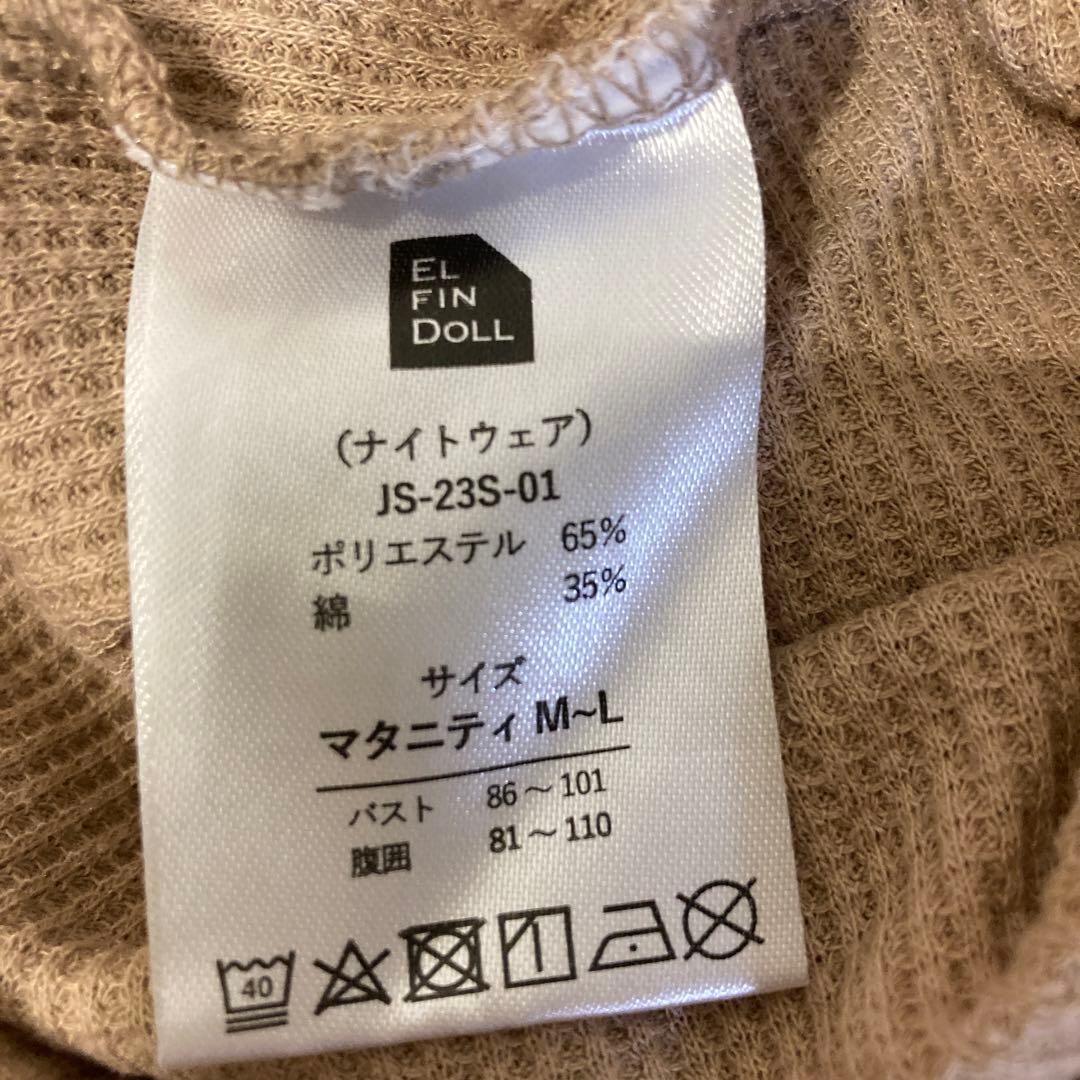 EL
FIN
DOLL
(ナイトウェア)
JS-23S-01
ポリエステル 65%
綿 35%
サイズ
マタニティ M~L
バスト 86～101
腹囲 81～110
40